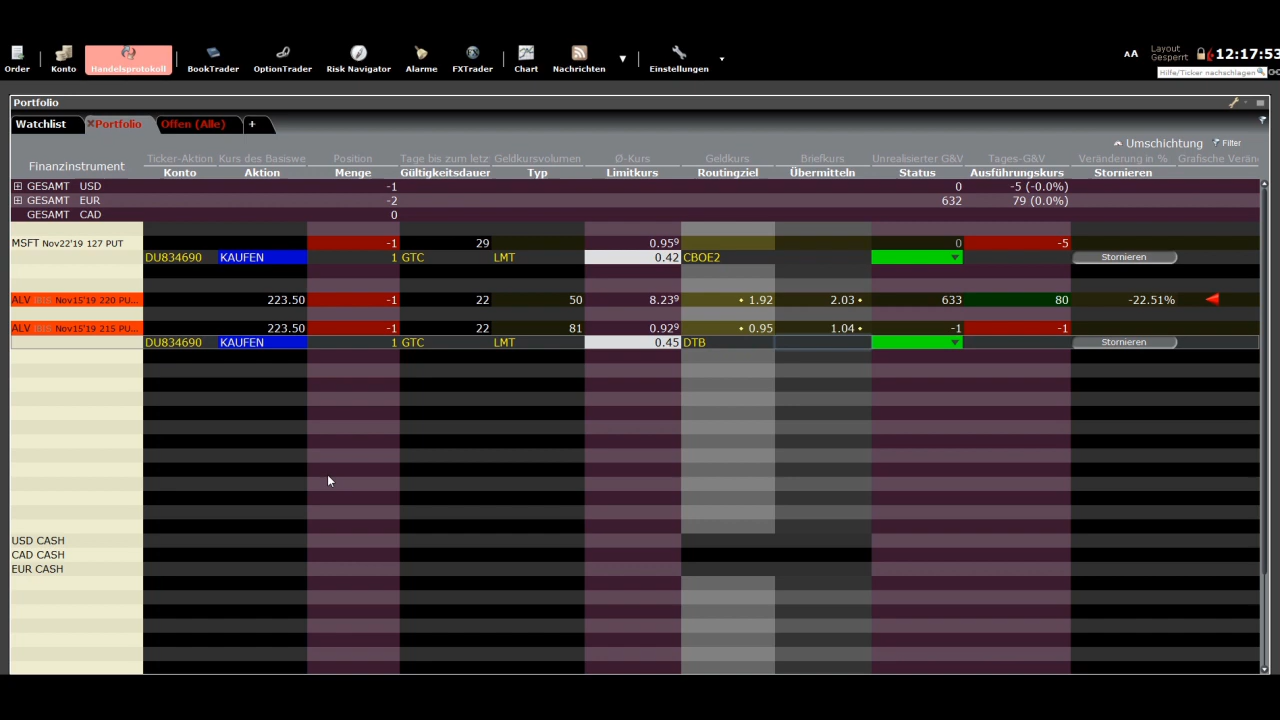 Order Konto Handelsprotokoll BookTrader OptionTrader Risk Navigator Alarme FXTrader Chart Nachrichten Einstellungen AA Layout Gesperrt 12:17:53
Hilfe/Ticker nachschlagen
Portfolio
Watchlist Portfolio Offen (Alle) +
Umschichtung Filter
Finanzinstrument
Ticker-Aktion Kurs des Basiswe Position Tage bis zum letz Geldkursvolumen Ø-Kurs Geldkurs Briefkurs Unrealisierter G&V Tages-G&V Veränderung in % Grafische Verän
Konto Aktion Menge Gültigkeitsdauer Typ Limitkurs Routingziel Übermitteln Status Ausführungskurs Stornieren
GESAMT USD -1 0 -5 (-0.0%)
GESAMT EUR -2 632 79 (0.0%)
GESAMT CAD 0
MSFT Nov22'19 127 PUT -1 29 0.95⁹ 0 -5
DU834690 KAUFEN 1 GTC LMT 0.42 CBOE2 Stornieren
ALV IBIS Nov15'19 220 PU... 223.50 -1 22 50 8.23⁹ 1.92 2.03 633 80 -22.51%
ALV IBIS Nov15'19 215 PU... 223.50 -1 22 81 0.92⁹ 0.95 1.04 -1 -1
DU834690 KAUFEN 1 GTC LMT 0.45 DTB Stornieren
USD CASH
CAD CASH
EUR CASH